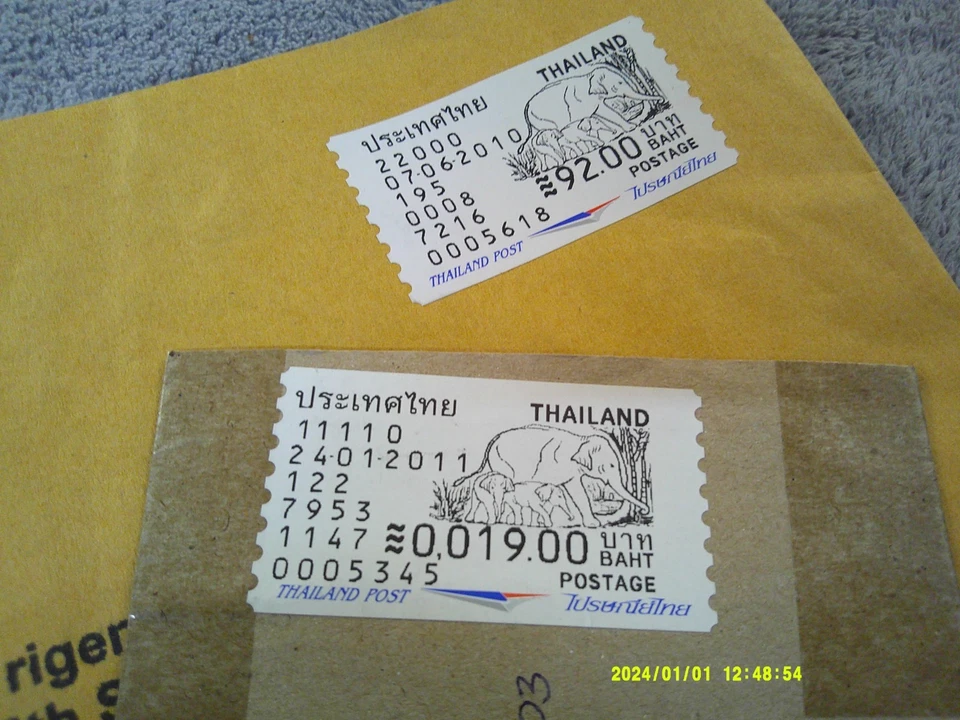 ประเทศไทย
THAILAND
22000
07-06-2010
195
0008
7216
≈92.00 บาท
BAHT
0005618
POSTAGE
THAILAND POST
ไปรษณีย์ไทย
ประเทศไทย
THAILAND
11110
24-01-2011
122
7953
1147
≈0,019.00 บาท
BAHT
0005345
POSTAGE
THAILAND POST
ไปรษณีย์ไทย
riger
03
2024/01/01 12:48:54